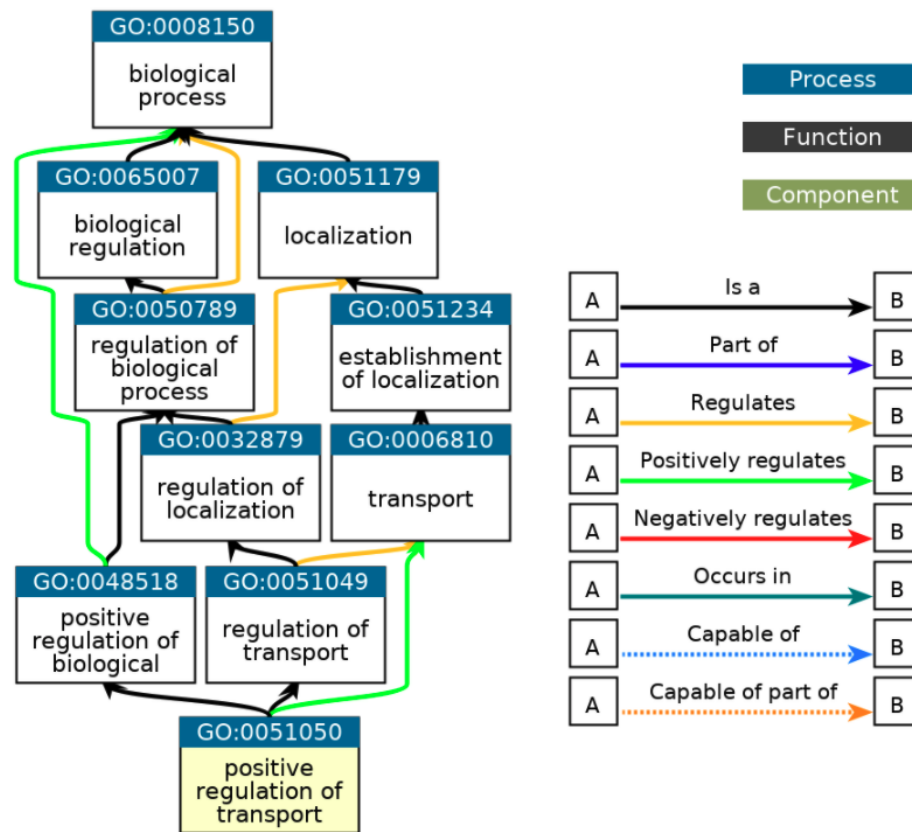 GO:0008150
biological
process
GO:0065007
biological
regulation
GO:0051179
localization
GO:0050789
regulation of
biological
process
GO:0051234
establishment
of localization
GO:0032879
regulation of
localization
GO:0006810
transport
GO:0048518
positive
regulation of
biological
GO:0051049
regulation of
transport
GO:0051050
positive
regulation of
transport
Process
Function
Component
A Is a B
A Part of B
A Regulates B
A Positively regulates B
A Negatively regulates B
A Occurs in B
A Capable of B
A Capable of part of B